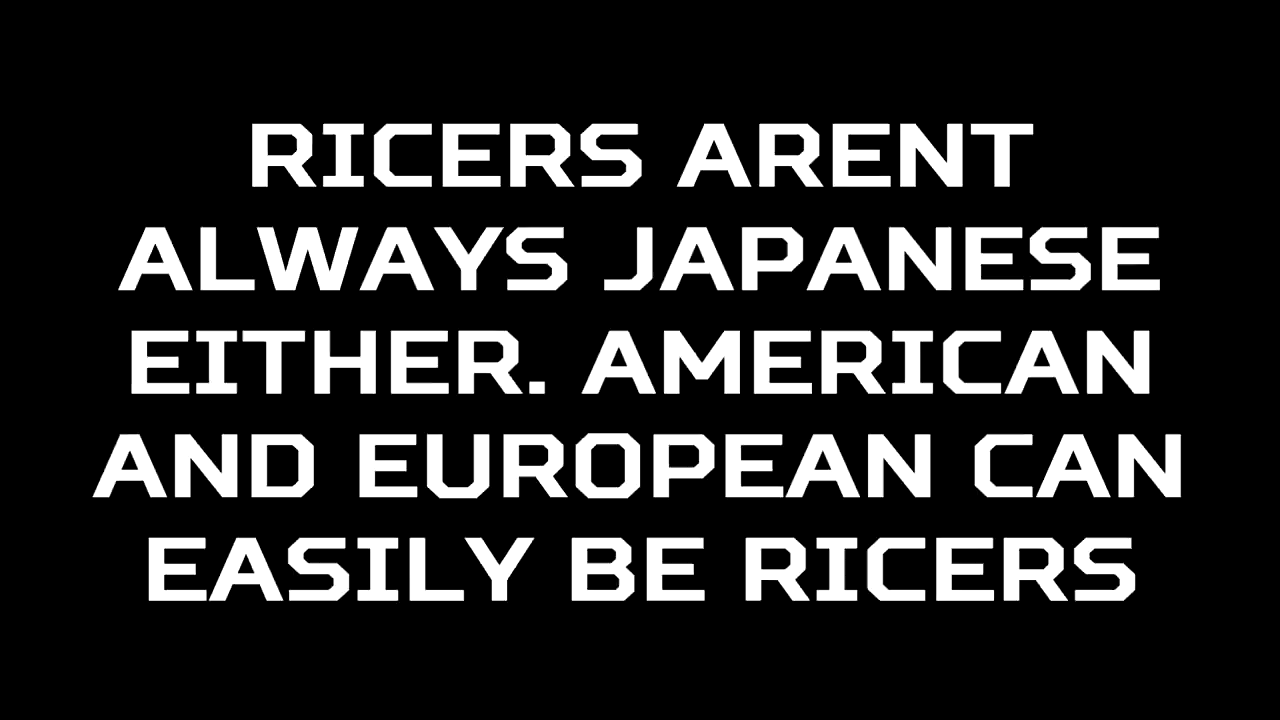 RICERS ARENT
ALWAYS JAPANESE
EITHER. AMERICAN
AND EUROPEAN CAN
EASILY BE RICERS